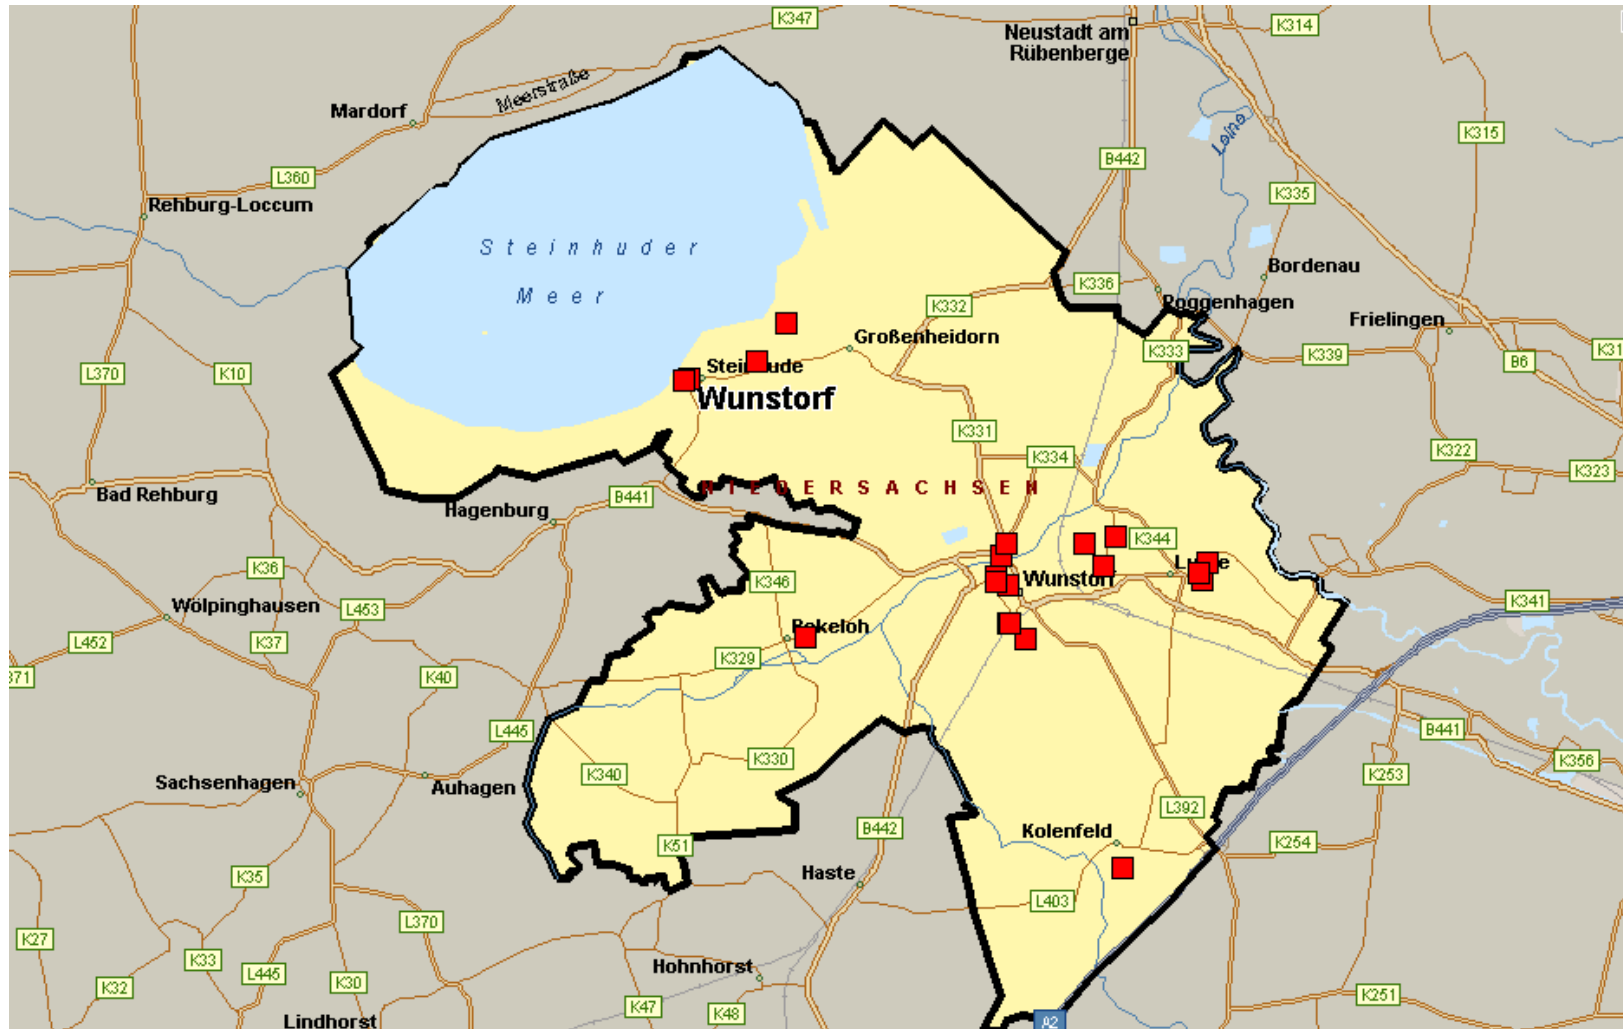 K347
Neustadt am
Rübenberge
K314
Meerstraße
Mardorf
Leine
K315
B442
L360
K335
Rehburg-Loccum
Steinhuder
Meer
Bordenau
K336
Poggenhagen
K332
Frielingen
Großenheidorn
K333
K339
K31
B6
L370
K10
Steinhude
Wunstorf
K331
K322
K334
K323
NIEDERSACHSEN
Bad Rehburg
B441
Hagenburg
K344
Luthe
K36
K346
Wunstorf
Wölpinghausen
L453
K341
Bokeloh
L452
K37
K329
371
K40
L445
B441
K330
K340
K356
K253
Sachsenhagen
Auhagen
L392
B442
Kolenfeld
K51
K254
Haste
K35
L403
L370
K27
K33
Hohnhorst
L445
K32
K30
K251
K47
K48
Lindhorst
A2